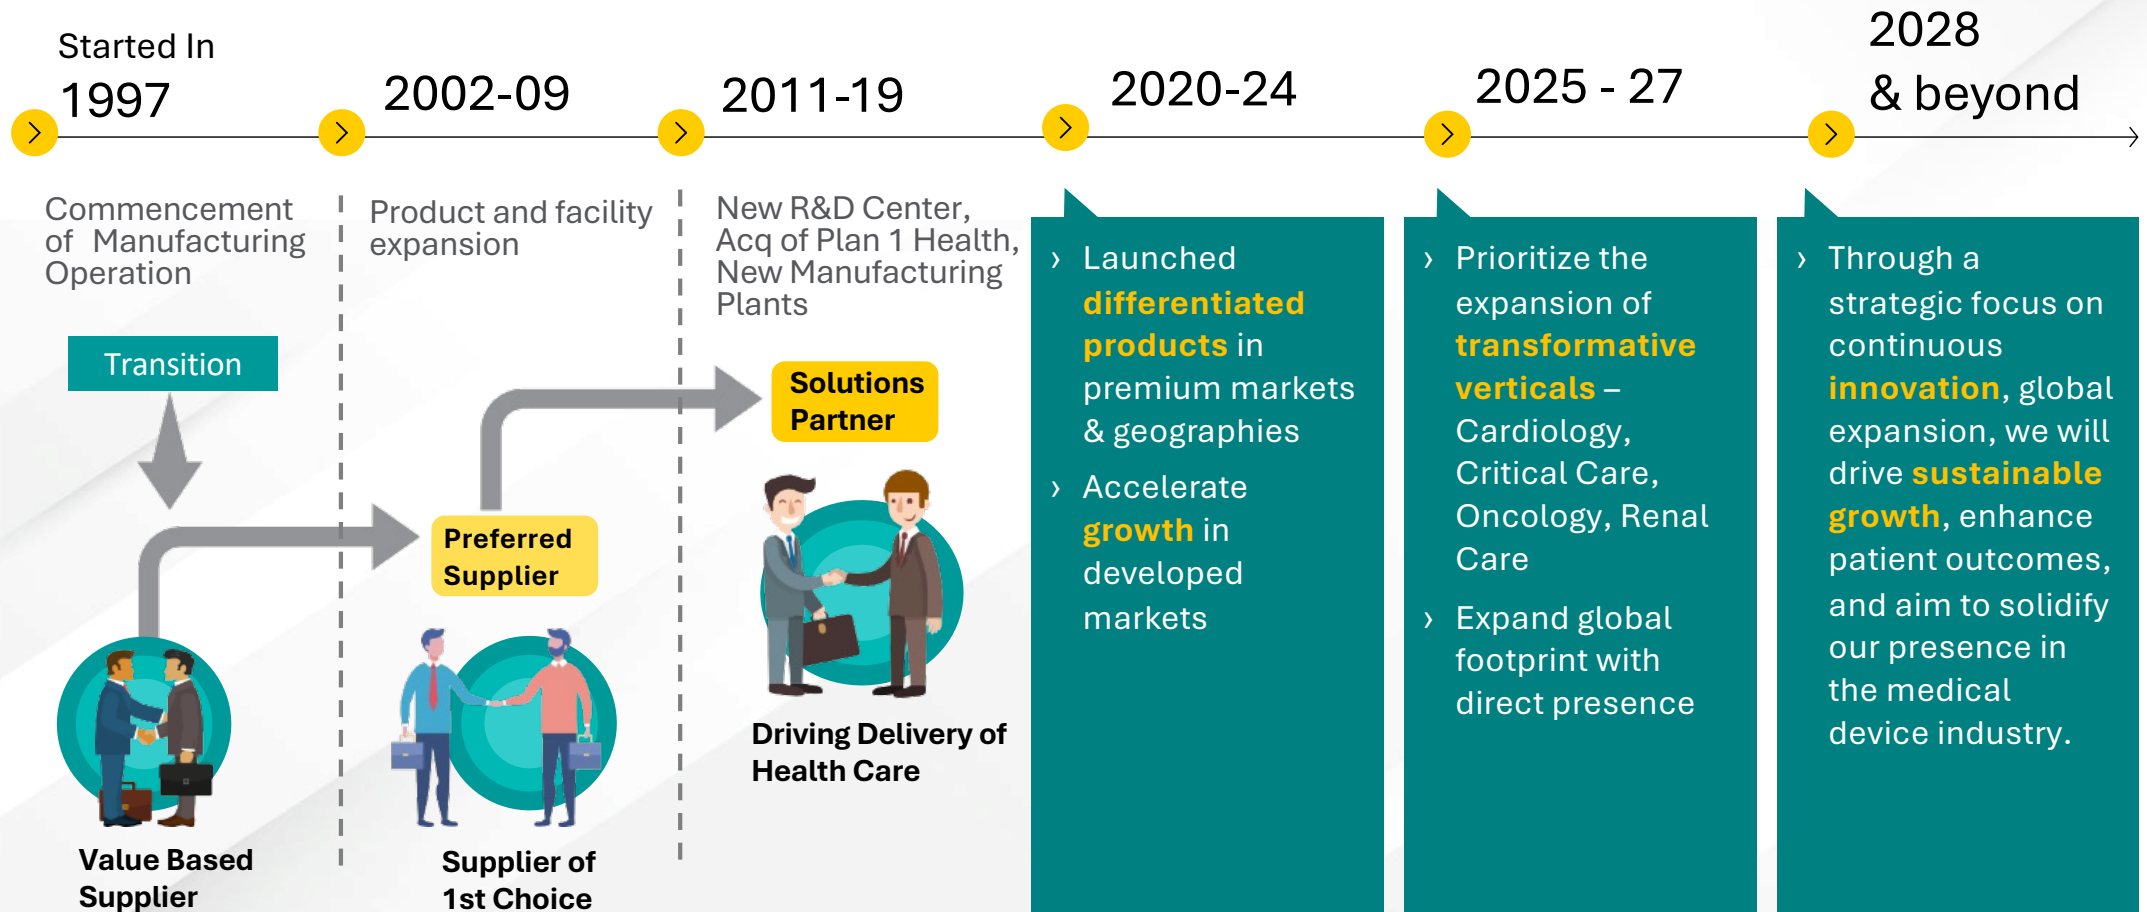 Started In
1997
2002-09
2011-19
2020-24
2025 - 27
2028
& beyond
Commencement
of Manufacturing
Operation
Transition
Value Based
Supplier
Product and facility
expansion
Preferred
Supplier
Supplier of
1st Choice
New R&D Center,
Acq of Plan 1 Health,
New Manufacturing
Plants
Solutions
Partner
Driving Delivery of
Health Care
› Launched
differentiated
products in
premium markets
& geographies
› Accelerate
growth in
developed
markets
› Prioritize the
expansion of
transformative
verticals –
Cardiology,
Critical Care,
Oncology, Renal
Care
› Expand global
footprint with
direct presence
› Through a
strategic focus on
continuous
innovation, global
expansion, we will
drive sustainable
growth, enhance
patient outcomes,
and aim to solidify
our presence in
the medical
device industry.